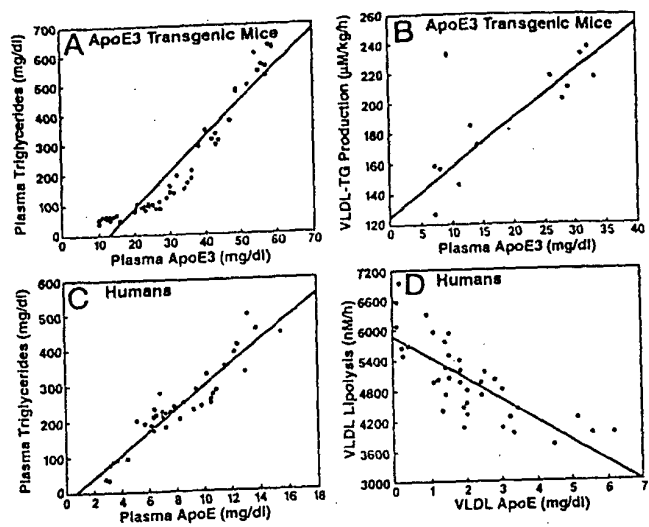 A ApoE3 Transgenic Mice
Plasma Triglycerides (mg/dl)
700
600
500
400
300
200
100
0
0 10 20 30 40 50 60 70
Plasma ApoE3 (mg/dl)
B ApoE3 Transgenic Mice
VLDL-TG Production (µM/kg/h)
260
240
220
200
180
160
140
120
0 5 10 15 20 25 30 35 40
Plasma ApoE3 (mg/dl)
C Humans
Plasma Triglycerides (mg/dl)
600
500
400
300
200
100
0
0 2 4 6 8 10 12 14 16 18
Plasma ApoE (mg/dl)
D Humans
VLDL Lipolysis (nM/h)
7200
6600
6000
5400
4800
4200
3600
3000
0 1 2 3 4 5 6 7
VLDL ApoE (mg/dl)